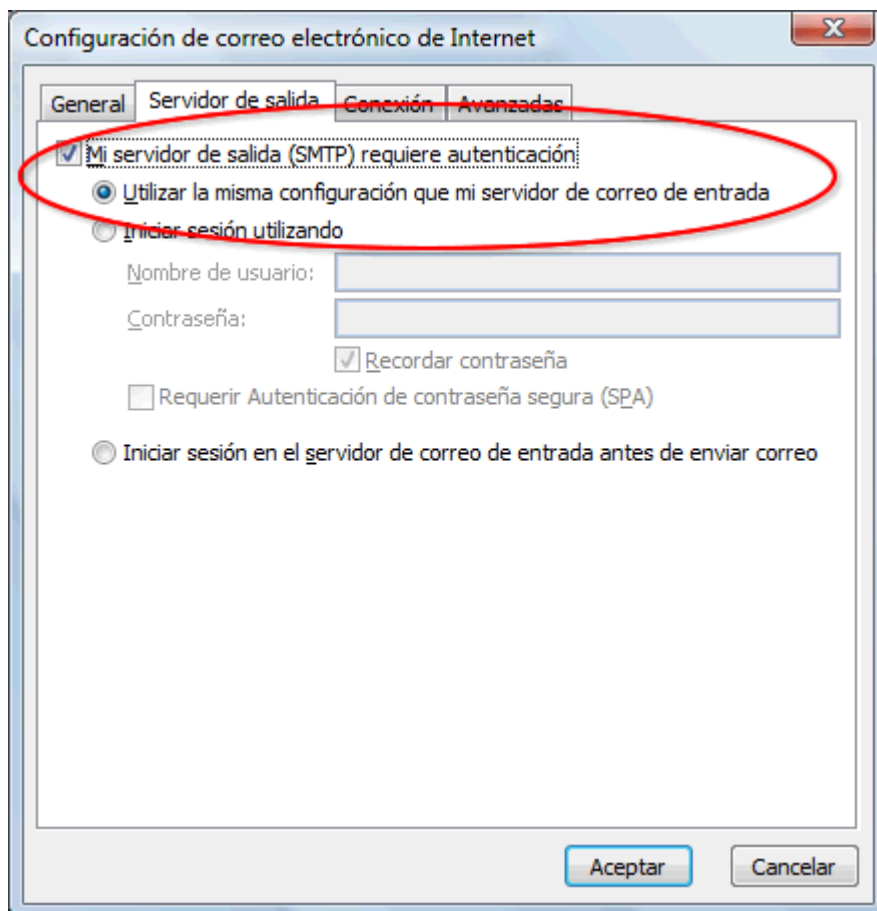 Configuración de correo electrónico de Internet
General Servidor de salida Conexión Avanzadas
Mi servidor de salida (SMTP) requiere autenticación
Utilizar la misma configuración que mi servidor de correo de entrada
Iniciar sesión utilizando
Nombre de usuario:
Contraseña:
Recordar contraseña
Requerir Autenticación de contraseña segura (SPA)
Iniciar sesión en el servidor de correo de entrada antes de enviar correo
Aceptar Cancelar